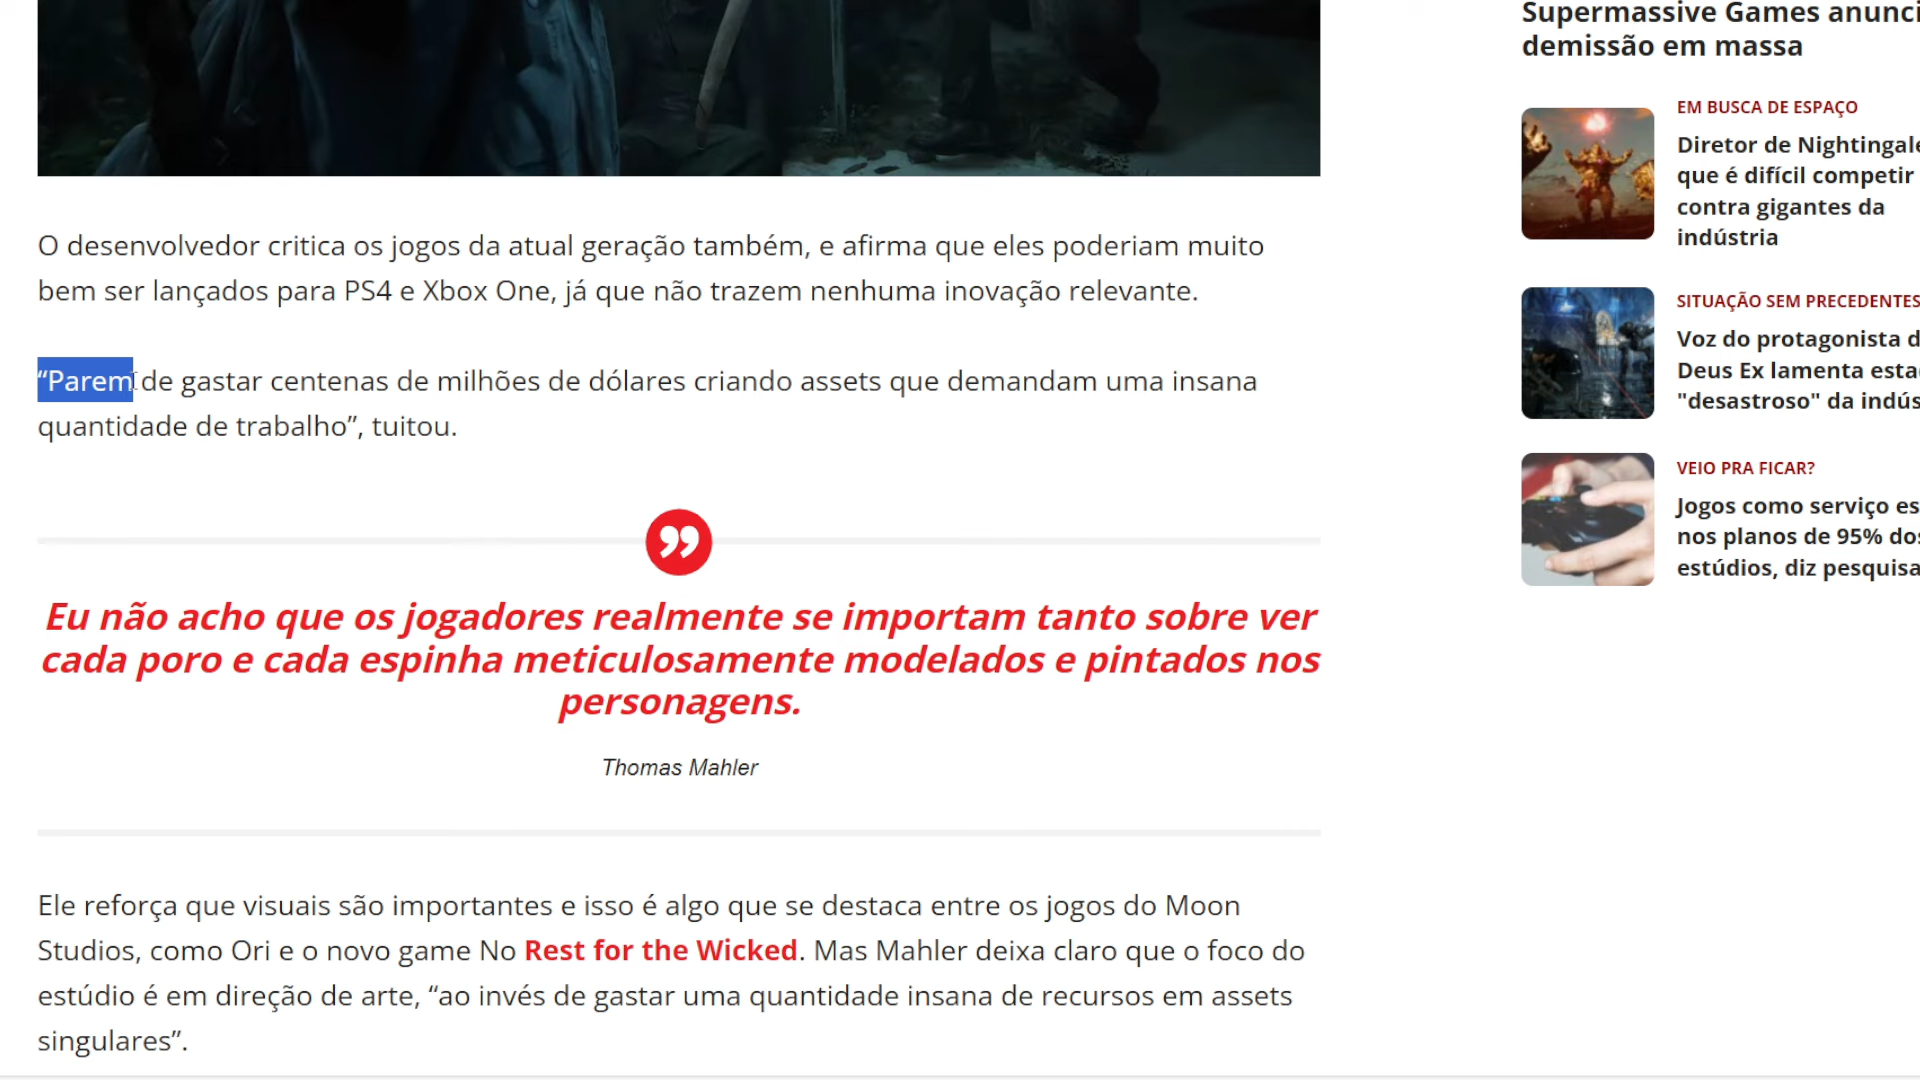 O desenvolvedor critica os jogos da atual geração também, e afirma que eles poderiam muito
bem ser lançados para PS4 e Xbox One, já que não trazem nenhuma inovação relevante.
“Parem de gastar centenas de milhões de dólares criando assets que demandam uma insana
quantidade de trabalho”, tuitou.
Eu não acho que os jogadores realmente se importam tanto sobre ver
cada poro e cada espinha meticulosamente modelados e pintados nos
personagens.
Thomas Mahler
Ele reforça que visuais são importantes e isso é algo que se destaca entre os jogos do Moon
Studios, como Ori e o novo game No Rest for the Wicked. Mas Mahler deixa claro que o foco do
estúdio é em direção de arte, “ao invés de gastar uma quantidade insana de recursos em assets
singulares”.
Supermassive Games anunci
demissão em massa
EM BUSCA DE ESPAÇO
Diretor de Nightingale
que é difícil competir
contra gigantes da
indústria
SITUAÇÃO SEM PRECEDENTES
Voz do protagonista d
Deus Ex lamenta esta
"desastroso" da indús
VEIO PRA FICAR?
Jogos como serviço es
nos planos de 95% dos
estúdios, diz pesquisa